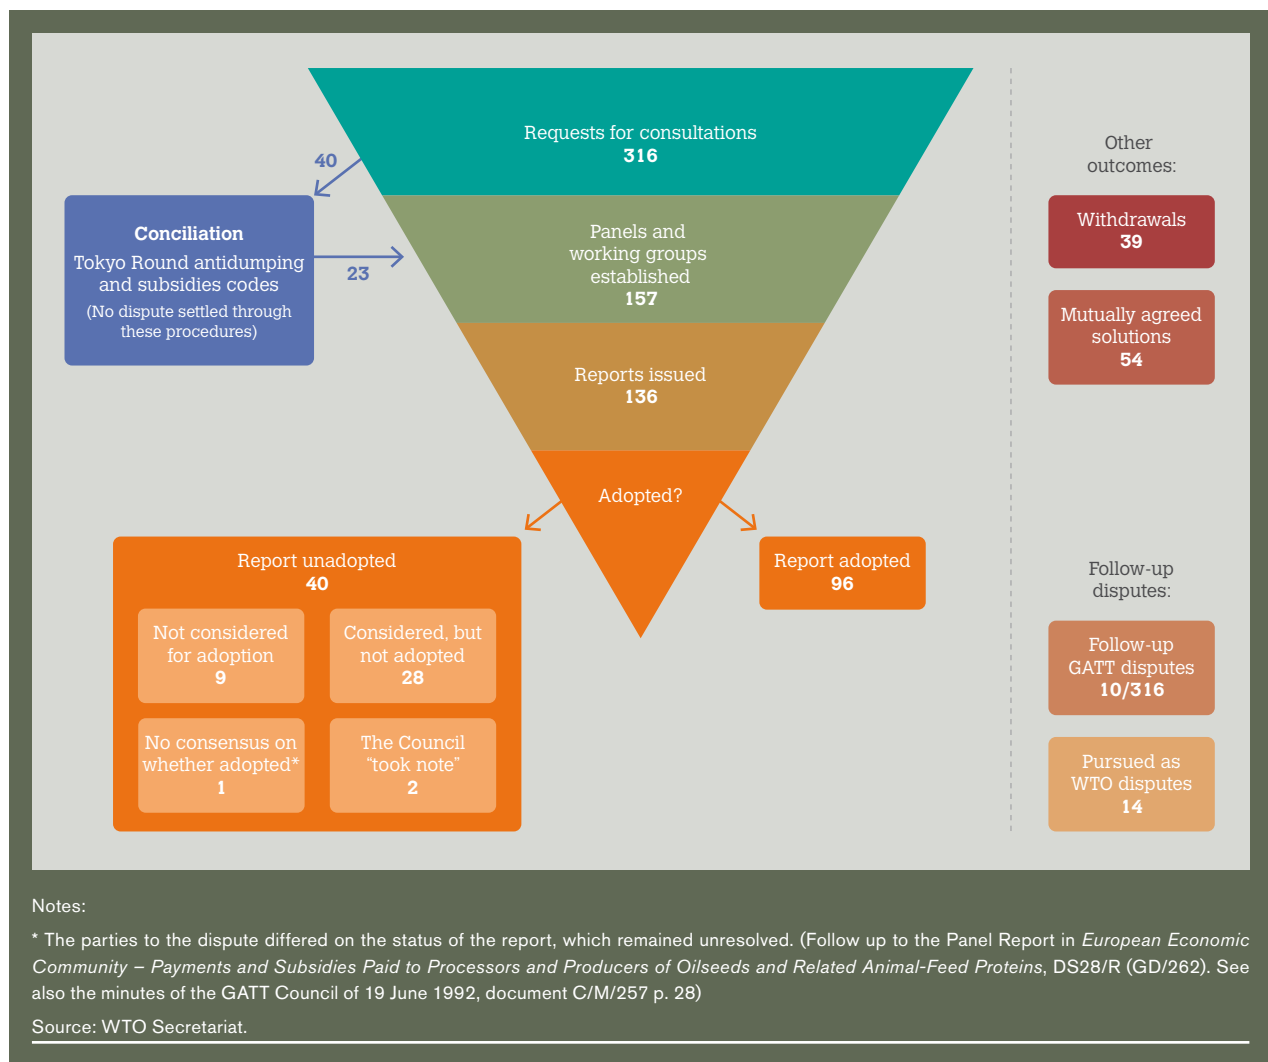 Requests for consultations
316
40
Conciliation
Tokyo Round antidumping
and subsidies codes
(No dispute settled through
these procedures)
23
Panels and
working groups
established
157
Reports issued
136
Adopted?
Report unadopted
40
Not considered
for adoption
9
Considered, but
not adopted
28
No consensus on
whether adopted*
1
The Council
“took note”
2
Report adopted
96
Other
outcomes:
Withdrawals
39
Mutually agreed
solutions
54
Follow-up
disputes:
Follow-up
GATT disputes
10/316
Pursued as
WTO disputes
14
Notes:
* The parties to the dispute differed on the status of the report, which remained unresolved. (Follow up to the Panel Report in European Economic
Community – Payments and Subsidies Paid to Processors and Producers of Oilseeds and Related Animal-Feed Proteins, DS28/R (GD/262). See
also the minutes of the GATT Council of 19 June 1992, document C/M/257 p. 28)
Source: WTO Secretariat.